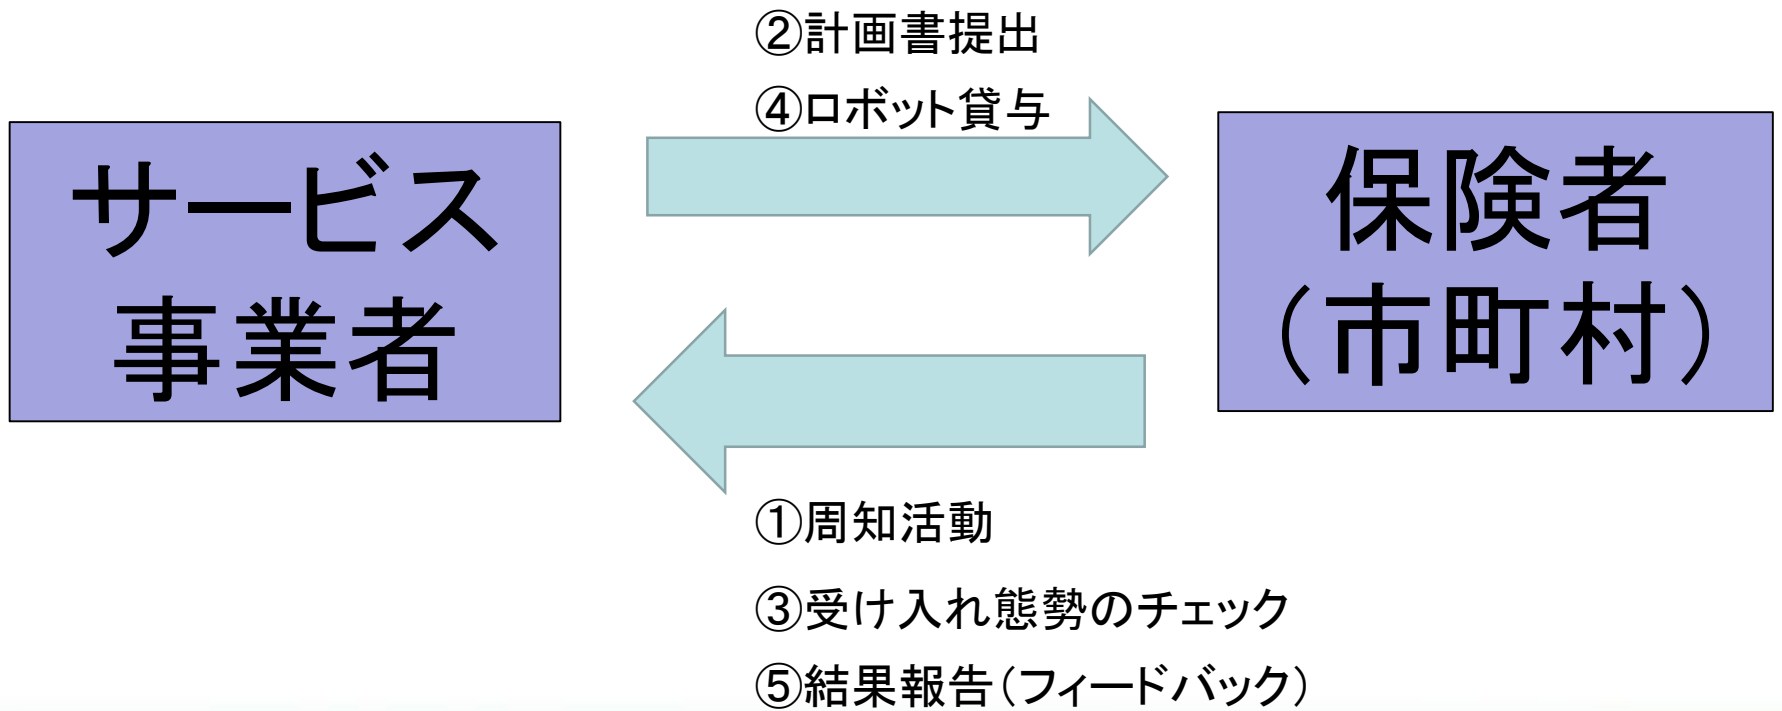 ②計画書提出
④ロボット貸与
サービス
事業者
保険者
（市町村）
①周知活動
③受け入れ態勢のチェック
⑤結果報告（フィードバック）